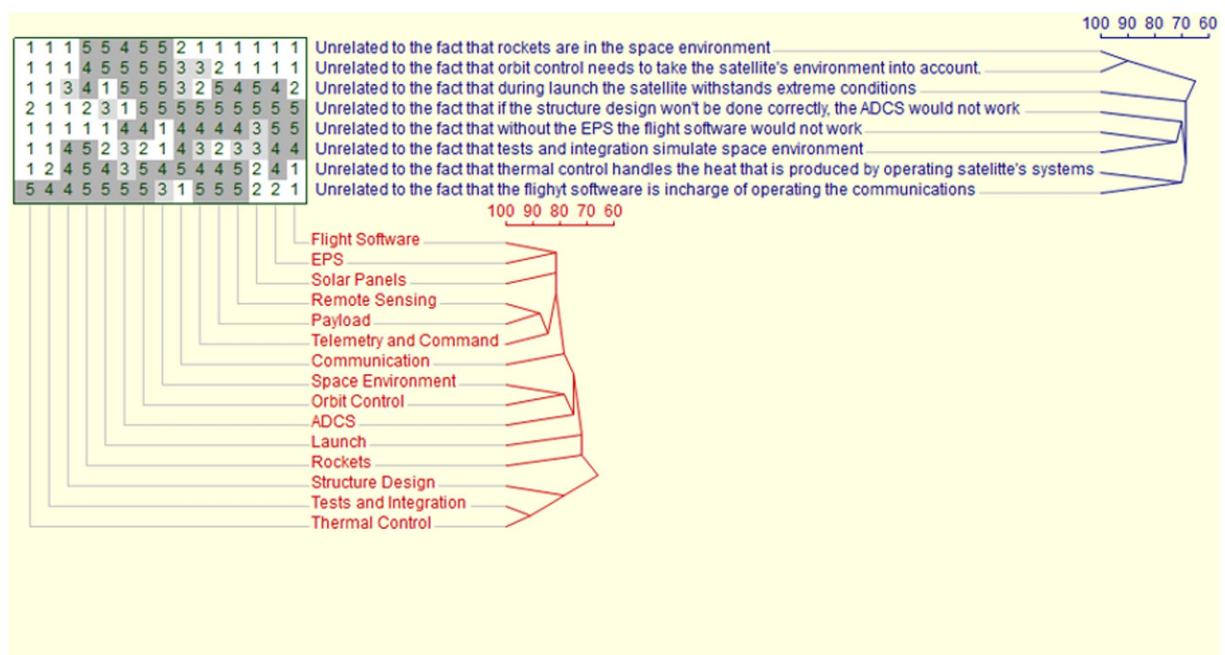 100 90 80 70 60
1 1 1 5 5 4 5 5 2 1 1 1 1 1 1 Unrelated to the fact that rockets are in the space environment
1 1 1 4 5 5 5 5 3 3 2 1 1 1 1 Unrelated to the fact that orbit control needs to take the satellite's environment into account.
1 1 3 4 1 5 5 5 3 2 5 4 5 4 2 Unrelated to the fact that during launch the satellite withstands extreme conditions
2 1 1 2 3 1 5 5 5 5 5 5 5 5 5 Unrelated to the fact that if the structure design won't be done correctly, the ADCS would not work
1 1 1 1 1 4 4 1 4 4 4 4 3 5 5 Unrelated to the fact that without the EPS the flight software would not work
1 1 4 5 2 3 2 1 4 3 2 3 3 4 4 Unrelated to the fact that tests and integration simulate space environment
1 2 4 5 4 3 5 4 5 4 4 5 2 4 1 Unrelated to the fact that thermal control handles the heat that is produced by operating satelitte's systems
5 4 4 5 5 5 5 3 1 5 5 5 2 2 1 Unrelated to the fact that the flighyt softweare is incharge of operating the communications
100 90 80 70 60
Flight Software
EPS
Solar Panels
Remote Sensing
Payload
Telemetry and Command
Communication
Space Environment
Orbit Control
ADCS
Launch
Rockets
Structure Design
Tests and Integration
Thermal Control